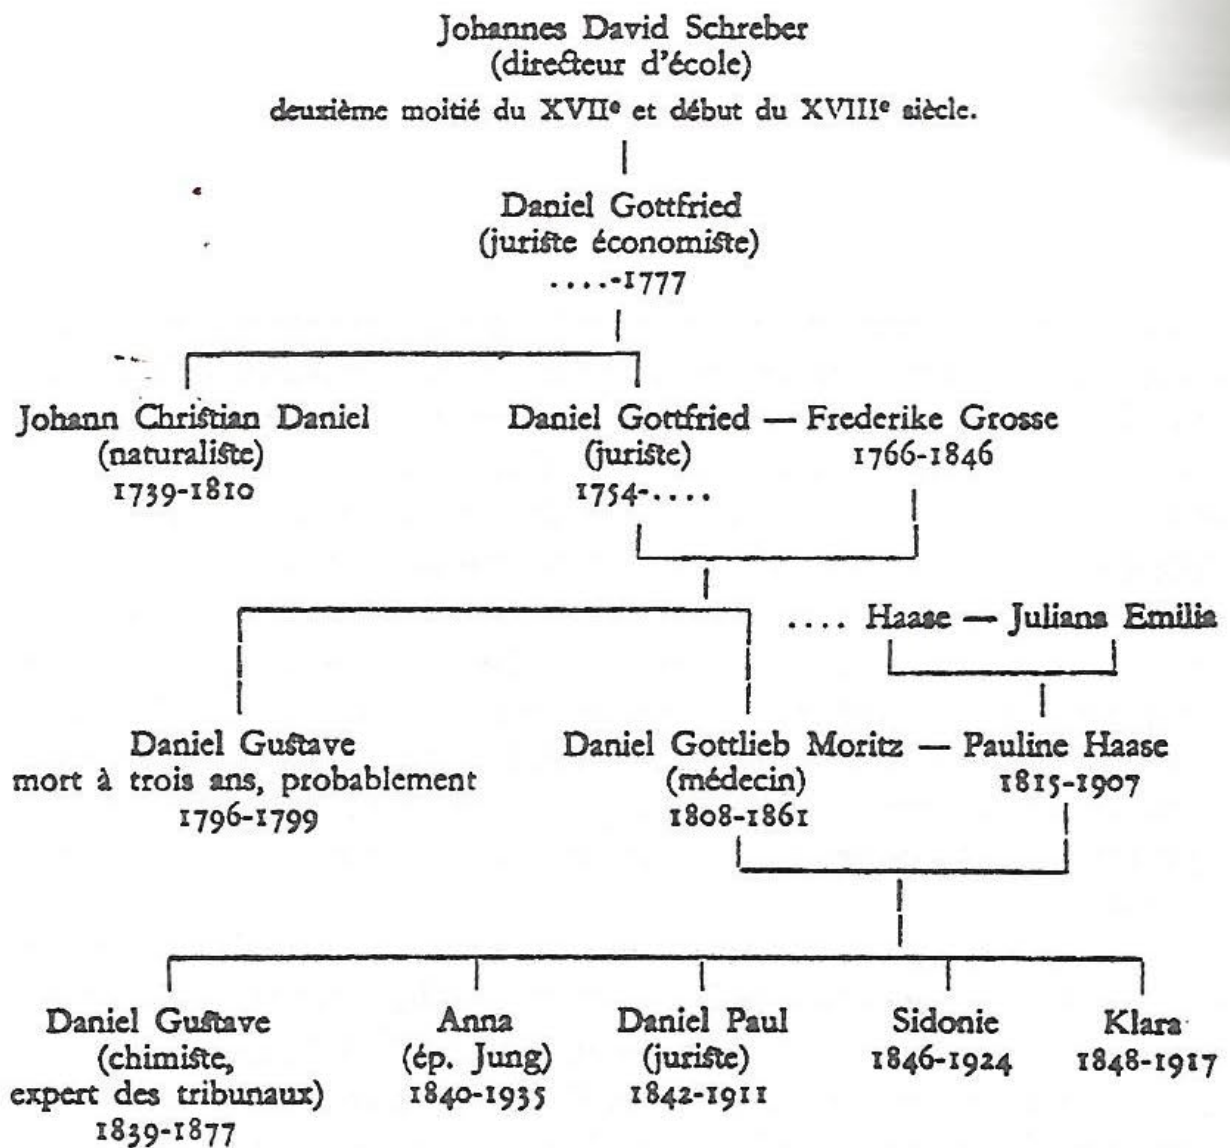 Johannes David Schreber
(directeur d'école)
deuxième moitié du XVIIᵉ et début du XVIIIᵉ siècle.
Daniel Gottfried
(juriste économiste)
....-1777
Johann Christian Daniel
(naturaliste)
1739-1810
Daniel Gottfried — Frederike Grosse
(juriste)
1754-....
1766-1846
.... Haase — Juliana Emilia
Daniel Gustave
mort à trois ans, probablement
1796-1799
Daniel Gottlieb Moritz — Pauline Haase
(médecin)
1808-1861
1815-1907
Daniel Gustave
(chimiste,
expert des tribunaux)
1839-1877
Anna
(ép. Jung)
1840-1935
Daniel Paul
(juriste)
1842-1911
Sidonie
1846-1924
Klara
1848-1917